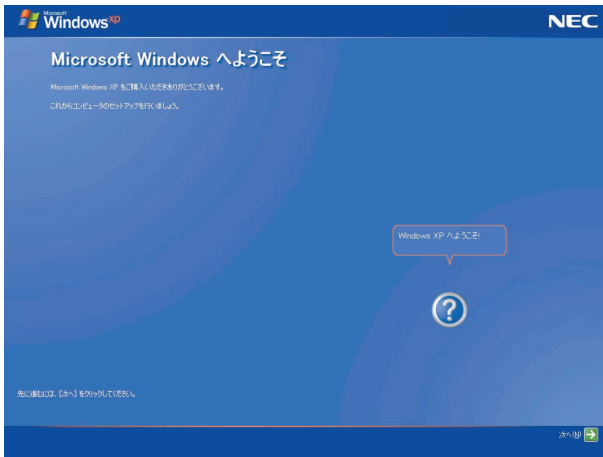 Microsoft
Windows xp
NEC
Microsoft Windows へようこそ
Microsoft Windows XP をご購入いただきありがとうございます。
これからコンピュータのセットアップを行いましょう。
Windows XP へようこそ!
?
先に進むには、[次へ] をクリックしてください。
次へ(N)